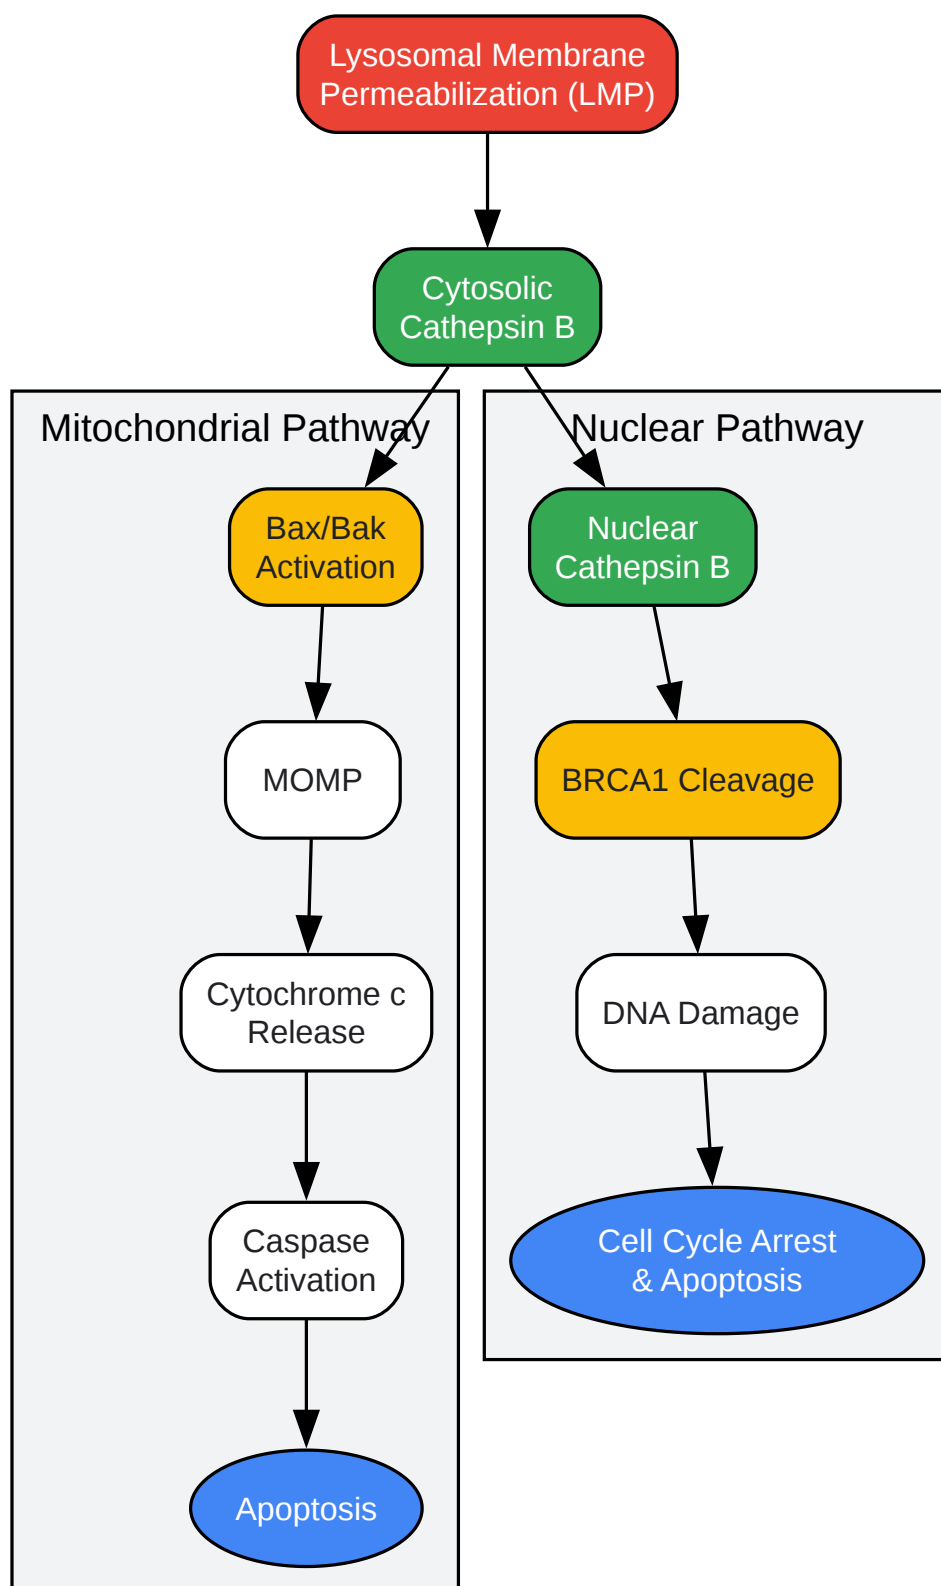 Lysosomal Membrane
Permeabilization (LMP)
Cytosolic
Cathepsin B
Mitochondrial Pathway
Bax/Bak
Activation
MOMP
Cytochrome c
Release
Caspase
Activation
Apoptosis
Nuclear Pathway
Nuclear
Cathepsin B
BRCA1 Cleavage
DNA Damage
Cell Cycle Arrest
& Apoptosis